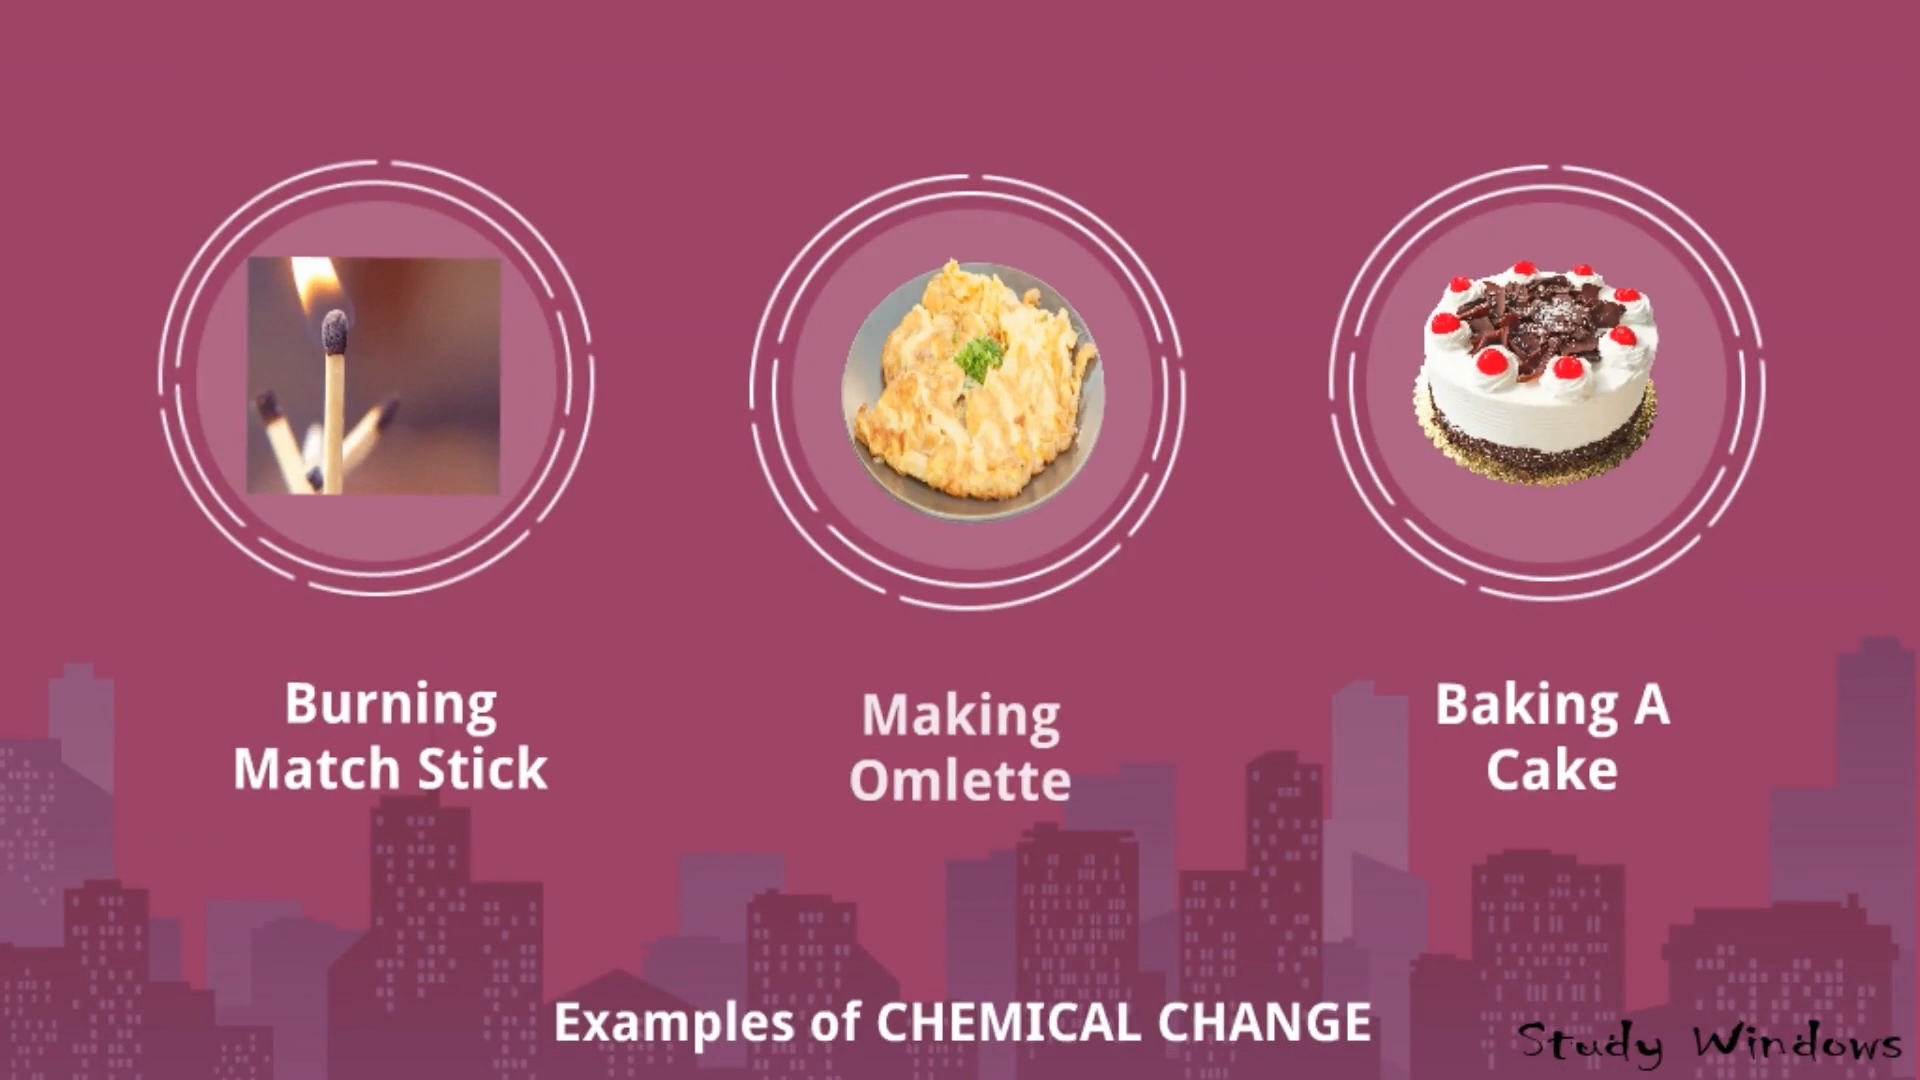 Burning
Match Stick
Making
Omlette
Baking A
Cake
Examples of CHEMICAL CHANGE
Study Windows